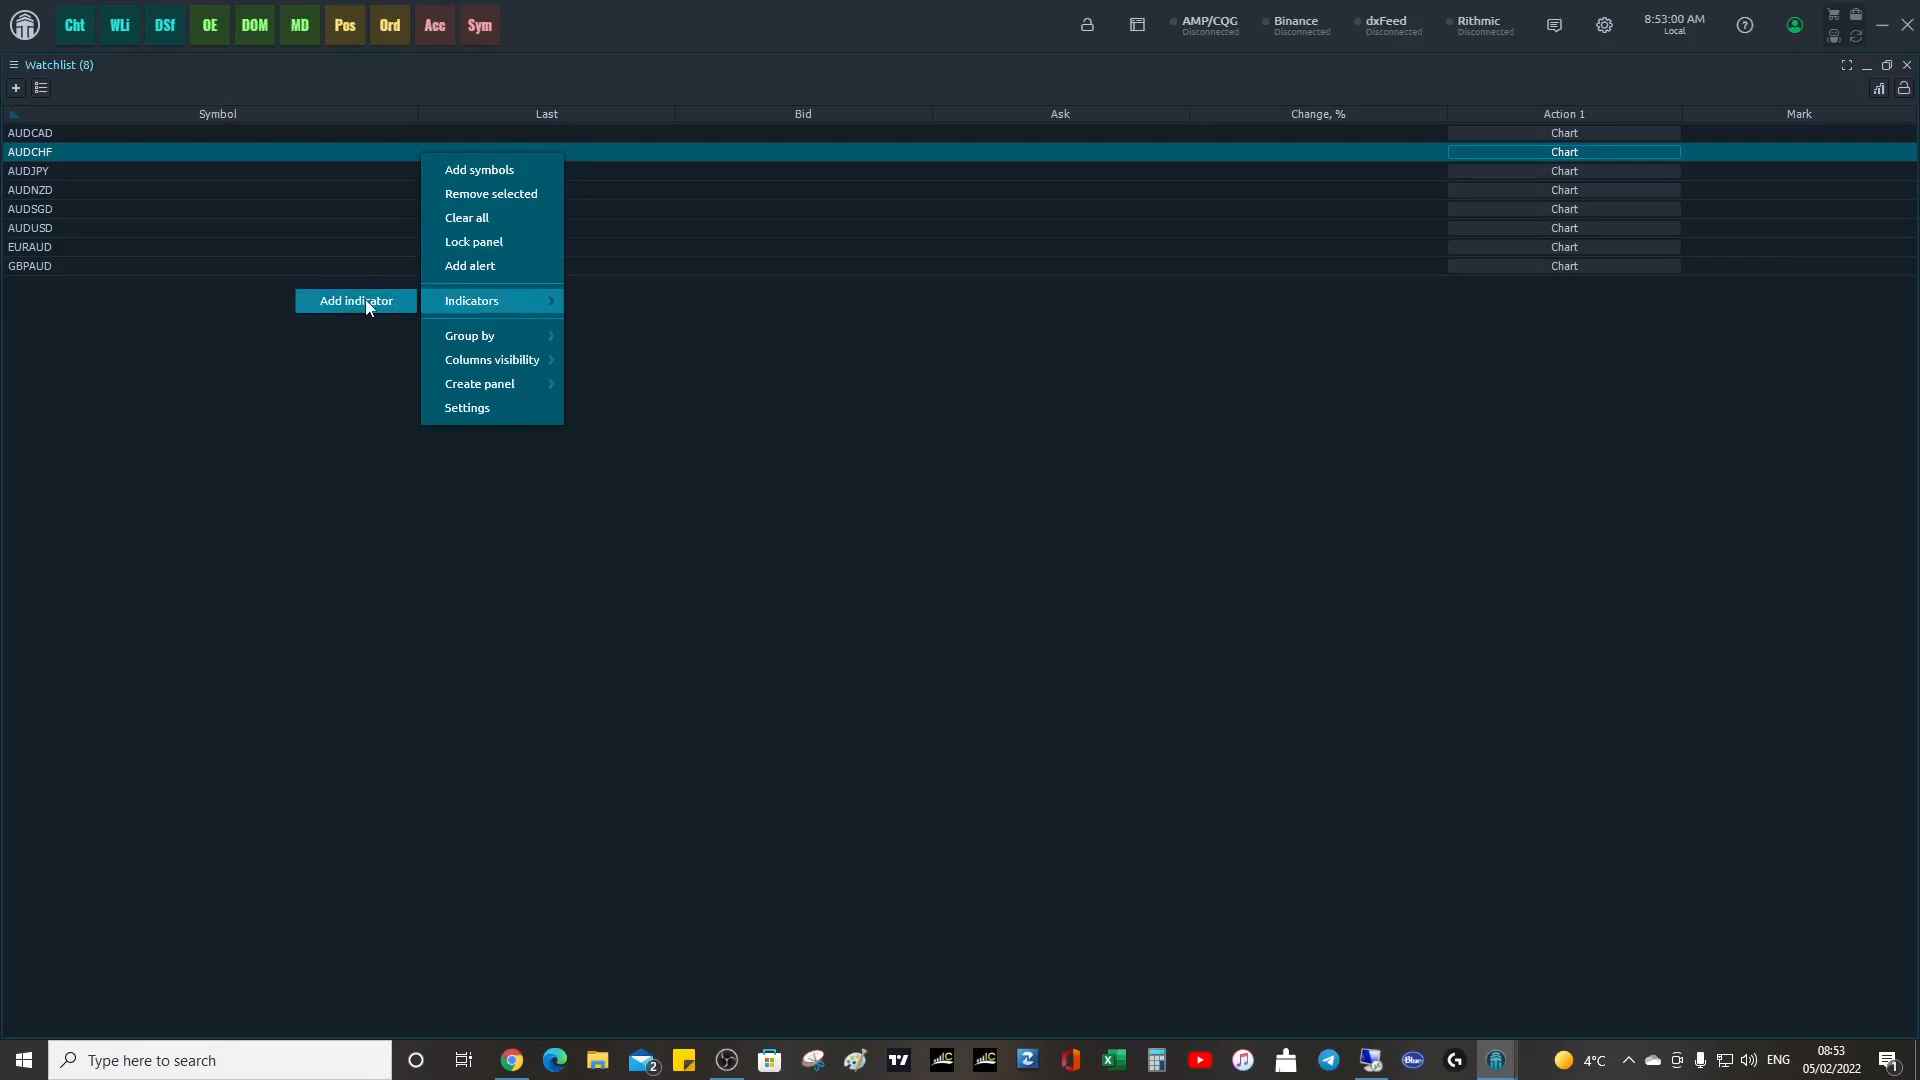 Cht WLi DSf OE DOM MD Pos Ord Acc Sym
AMP/CQG Disconnected
Binance Disconnected
dxFeed Disconnected
Rithmic Disconnected
8:53:00 AM
Local
Watchlist (8)
Symbol Last Bid Ask Change, % Action 1 Mark
AUDCAD Chart
AUDCHF Chart
AUDJPY Chart
AUDNZD Chart
AUDSGD Chart
AUDUSD Chart
EURAUD Chart
GBPAUD Chart
Add symbols
Remove selected
Clear all
Lock panel
Add alert
Add indicator
Indicators
Group by
Columns visibility
Create panel
Settings
Type here to search
2
4°C
ENG
08:53
05/02/2022
1